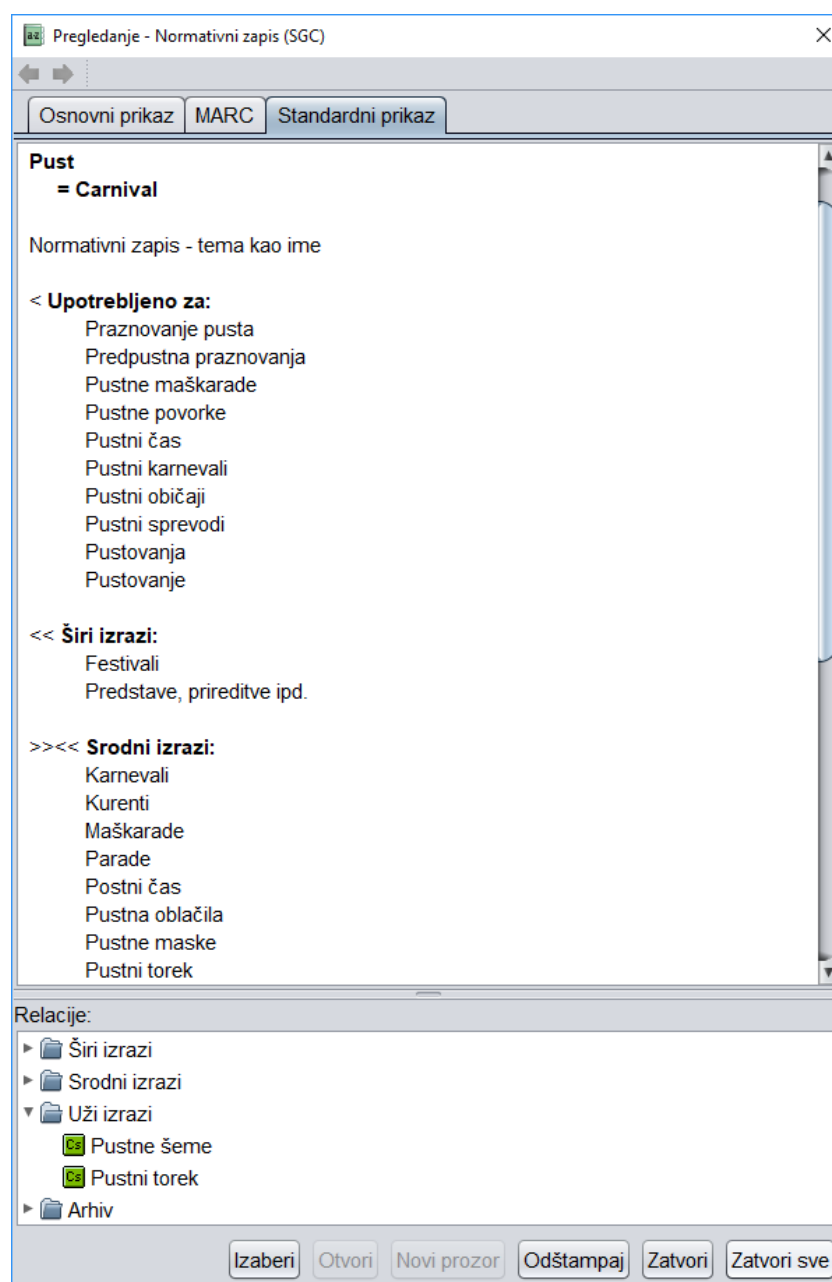 Pregledanje - Normativni zapis (SGC)
Osnovni prikaz MARC Standardni prikaz
Pust
= Carnival
Normativni zapis - tema kao ime
< Upotrebljeno za:
Praznovanje pusta
Predpustna praznovanja
Pustne maškarade
Pustne povorke
Pustni čas
Pustni karnevali
Pustni običaji
Pustni sprevodi
Pustovanja
Pustovanje
<< Širi izrazi:
Festivali
Predstave, prireditve ipd.
>><< Srodni izrazi:
Karnevali
Kurenti
Maškarade
Parade
Postni čas
Pustna oblačila
Pustne maske
Pustni torek
Relacije:
Širi izrazi
Srodni izrazi
Uži izrazi
Cs Pustne šeme
Cs Pustni torek
Arhiv
Izaberi Otvori Novi prozor Odštampaj Zatvori Zatvori sve